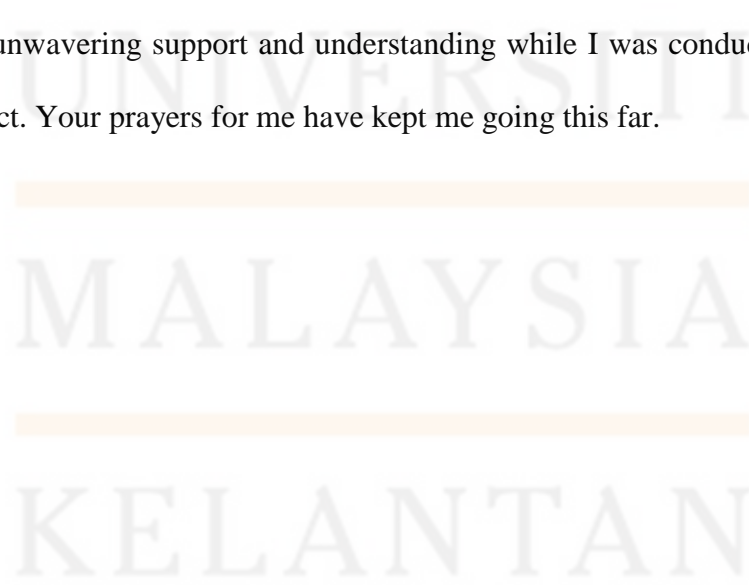 unwavering support and understanding while I was conduc
UNIVERSITI
ct. Your prayers for me have kept me going this far.
MALAYSIA
KELANTAN